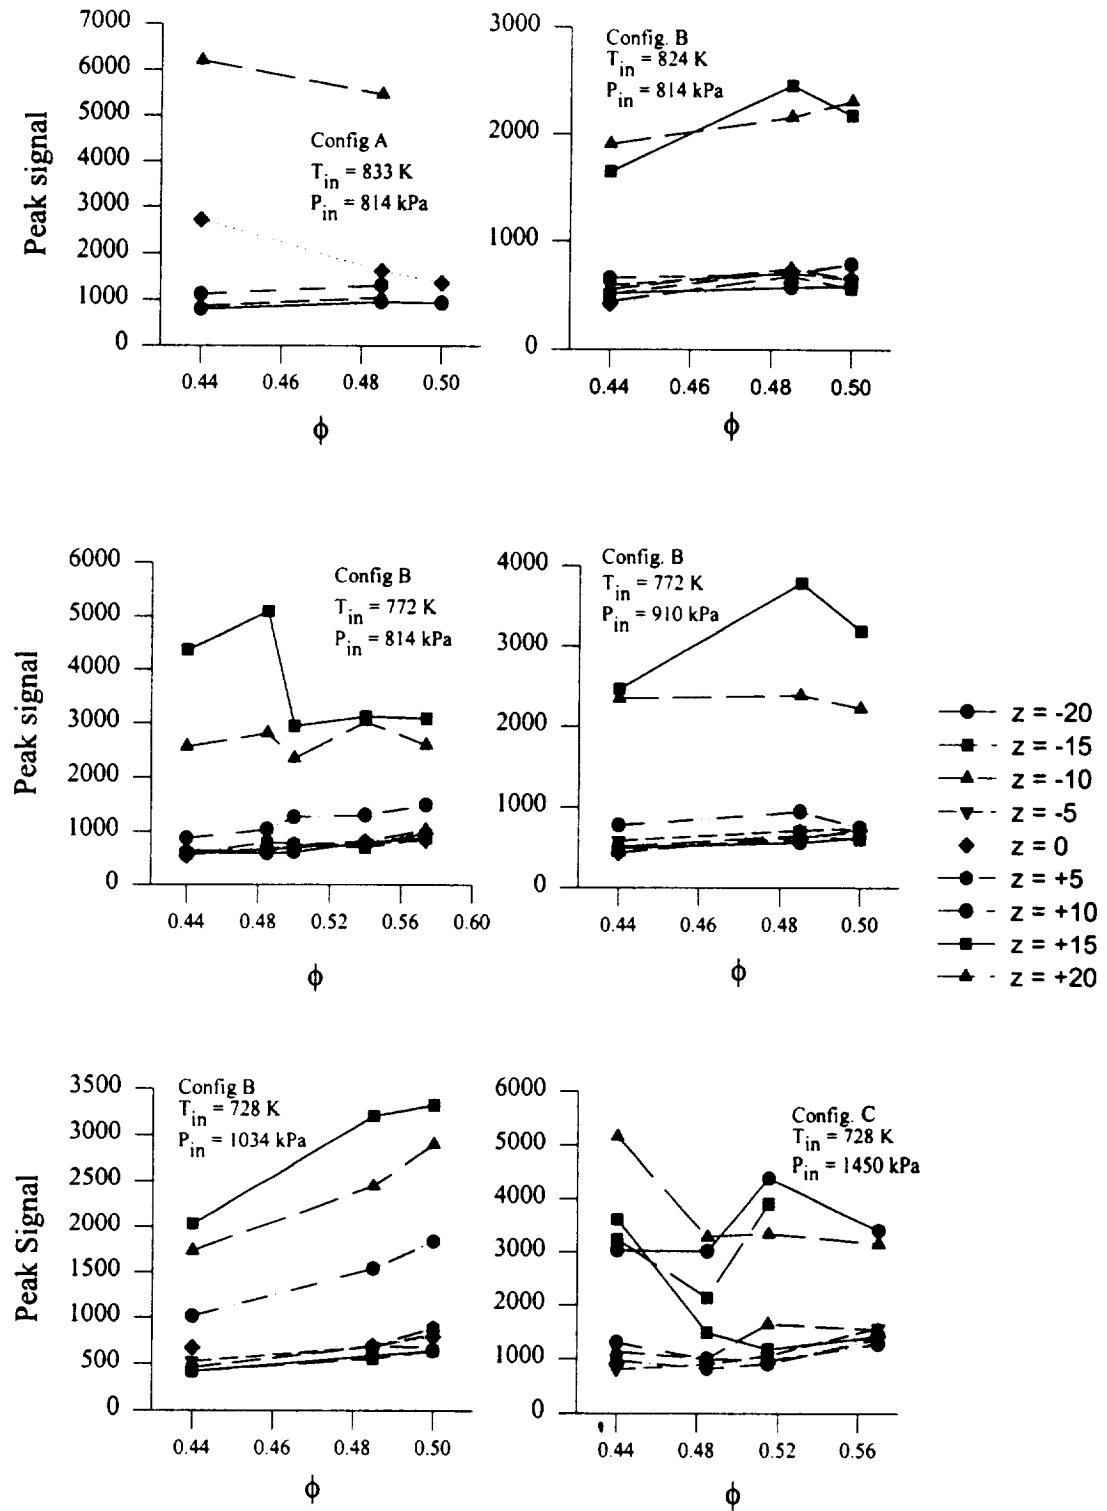 7000
6000
5000
4000
3000
2000
1000
0
Peak signal
Config A
T_in = 833 K
P_in = 814 kPa
0.44 0.46 0.48 0.50
ϕ
3000
2000
1000
0
Config. B
T_in = 824 K
P_in = 814 kPa
0.44 0.46 0.48 0.50
ϕ
6000
5000
4000
3000
2000
1000
0
Peak signal
Config B
T_in = 772 K
P_in = 814 kPa
0.44 0.48 0.52 0.56 0.60
ϕ
4000
3000
2000
1000
0
Config. B
T_in = 772 K
P_in = 910 kPa
0.44 0.46 0.48 0.50
ϕ
z = -20
z = -15
z = -10
z = -5
z = 0
z = +5
z = +10
z = +15
z = +20
3500
3000
2500
2000
1500
1000
500
0
Peak Signal
Config B
T_in = 728 K
P_in = 1034 kPa
0.44 0.46 0.48 0.50
ϕ
6000
5000
4000
3000
2000
1000
0
Config. C
T_in = 728 K
P_in = 1450 kPa
0.44 0.48 0.52 0.56
ϕ